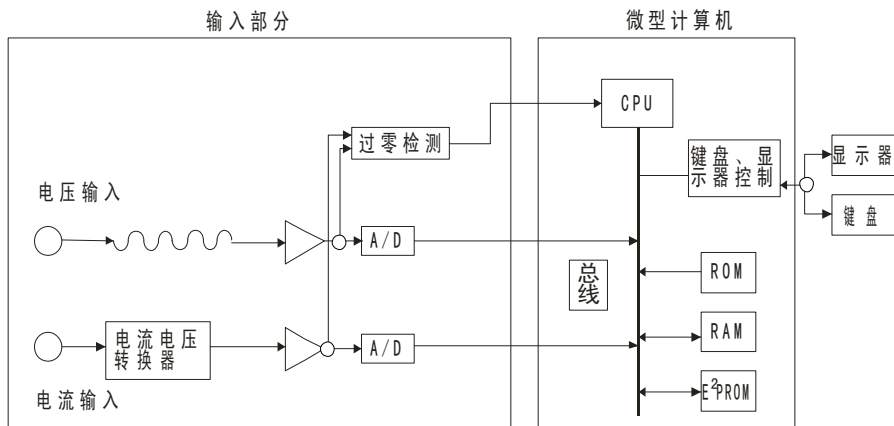 输入部分
微型计算机
CPU
过零检测
键盘、显
示器控制
显示器
键盘
电压输入
A/D
总
线
ROM
电流电压
转换器
A/D
RAM
电流输入
E²PROM